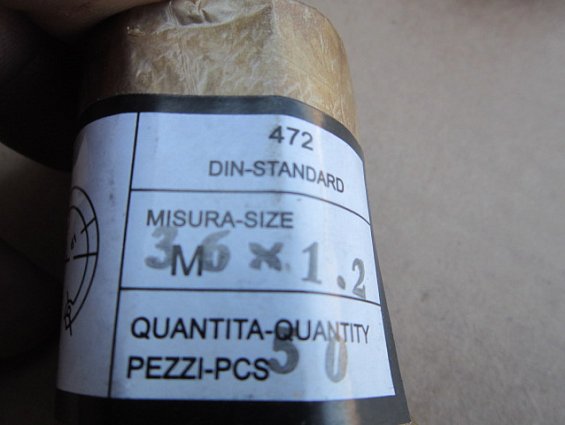 472
DIN-STANDARD
MISURA-SIZE
M 36 x 1.2
QUANTITA-QUANTITY
PEZZI-PCS 50